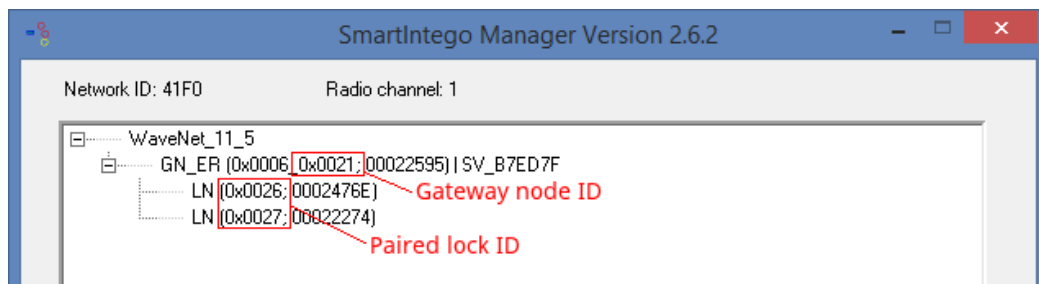 SmartIntego Manager Version 2.6.2
Network ID: 41F0 Radio channel: 1
WaveNet_11_5
GN_ER (0x0006_0x0021; 00022595) | SV_B7ED7F
LN (0x0026; 0002476E)
Gateway node ID
LN (0x0027; 00022274)
Paired lock ID